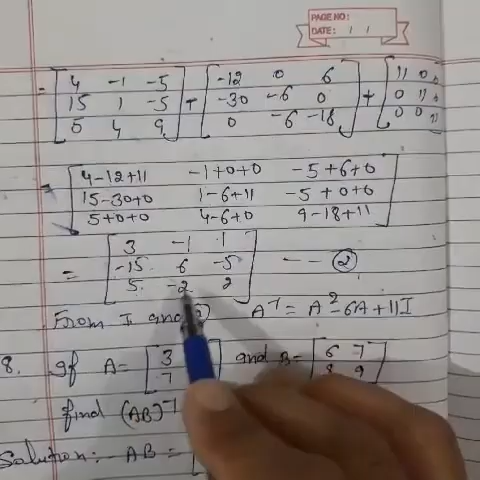 PAGE NO.:
DATE: / /
= [4 -1 -5] + [-12 0 6] + [11 0 0]
[15 1 -5] [-30 -6 0] [0 11 0]
[5 4 9] [0 -6 -18] [0 0 11]
= [4-12+11 -1+0+0 -5+6+0]
[15-30+0 1-6+11 -5+0+0]
[5+0+0 4-6+0 9-18+11]
= [3 -1 1]
[-15 6 -5] --- ②
[5 -2 2]
From I and A⁻¹ = A²-6A+11I
8. If A = [3 and B = [6 7]
[7 [8 9]
find (AB)⁻¹
Solution:- AB = [